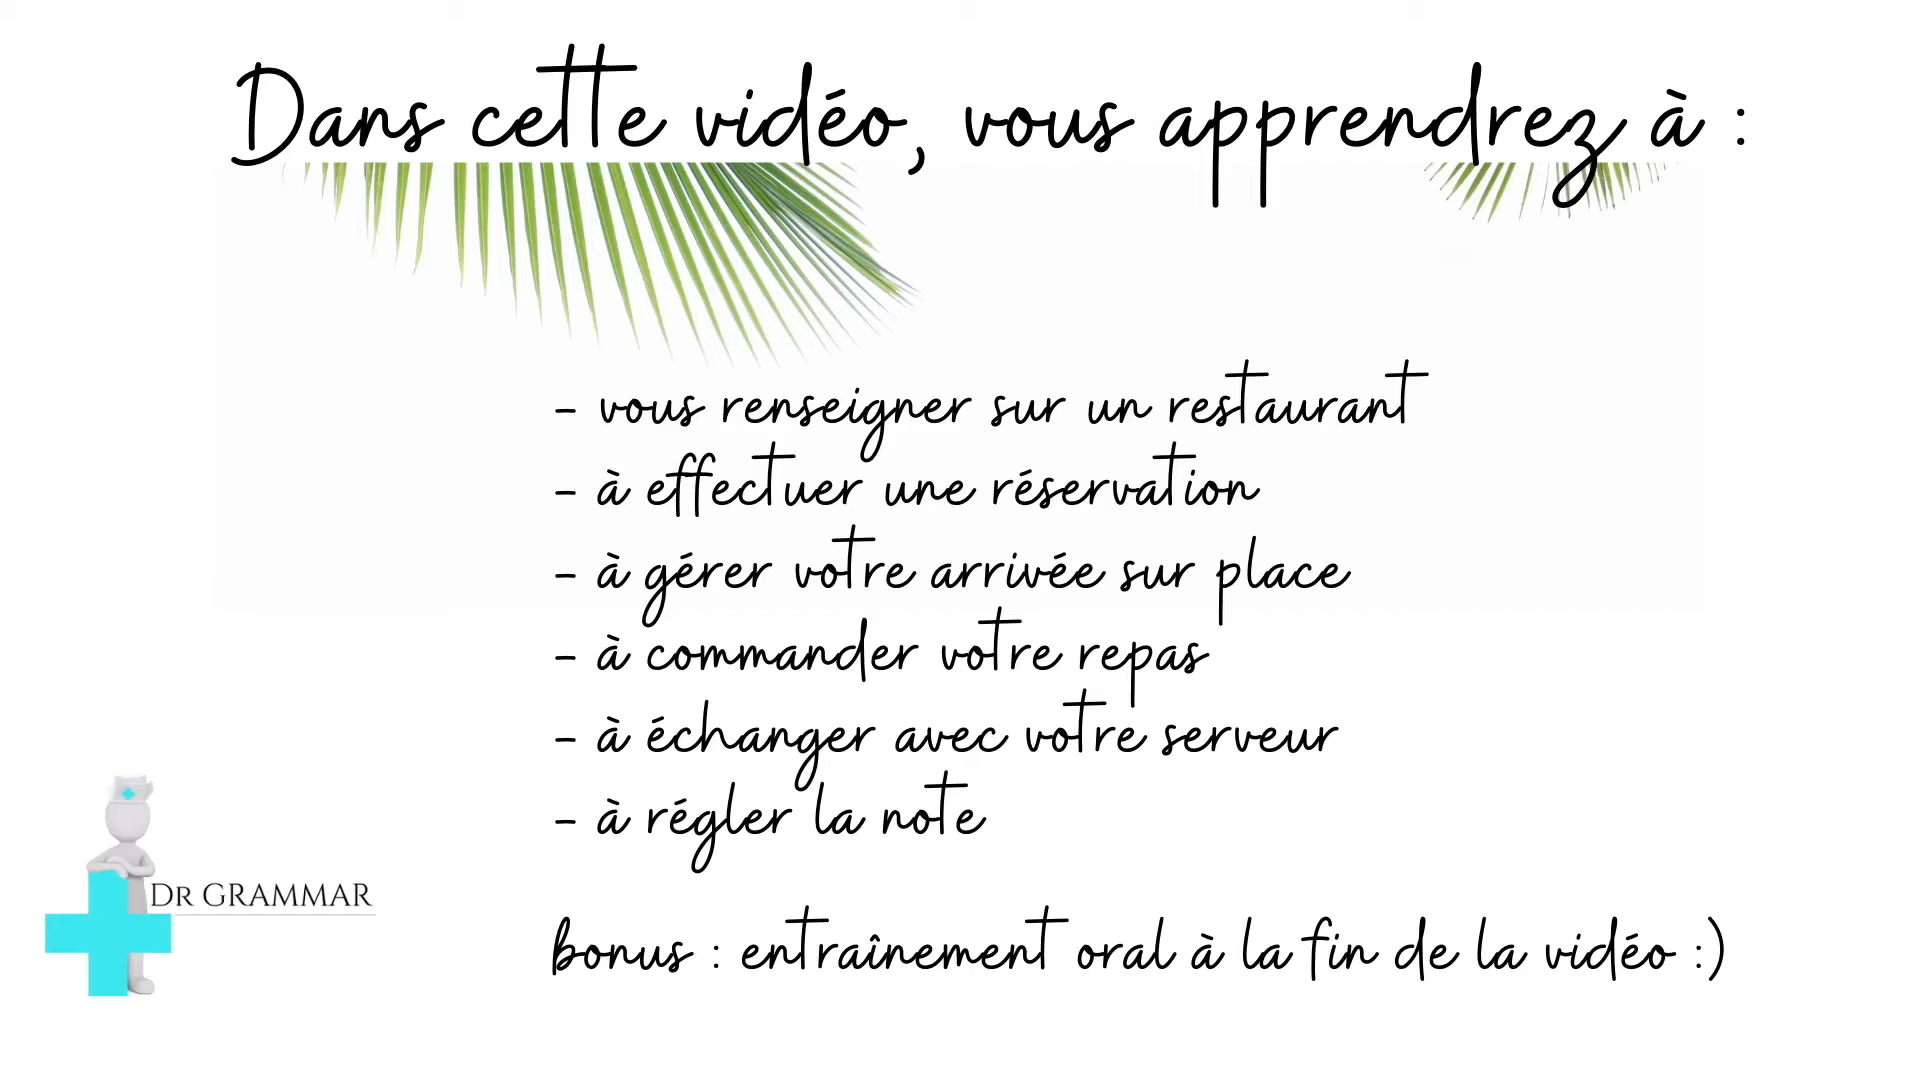 Dans cette vidéo, vous apprendrez à :
- vous renseigner sur un restaurant
- à effectuer une réservation
- à gérer votre arrivée sur place
- à commander votre repas
- à échanger avec votre serveur
- à régler la note
DR GRAMMAR
bonus : entraînement oral à la fin de la vidéo :)